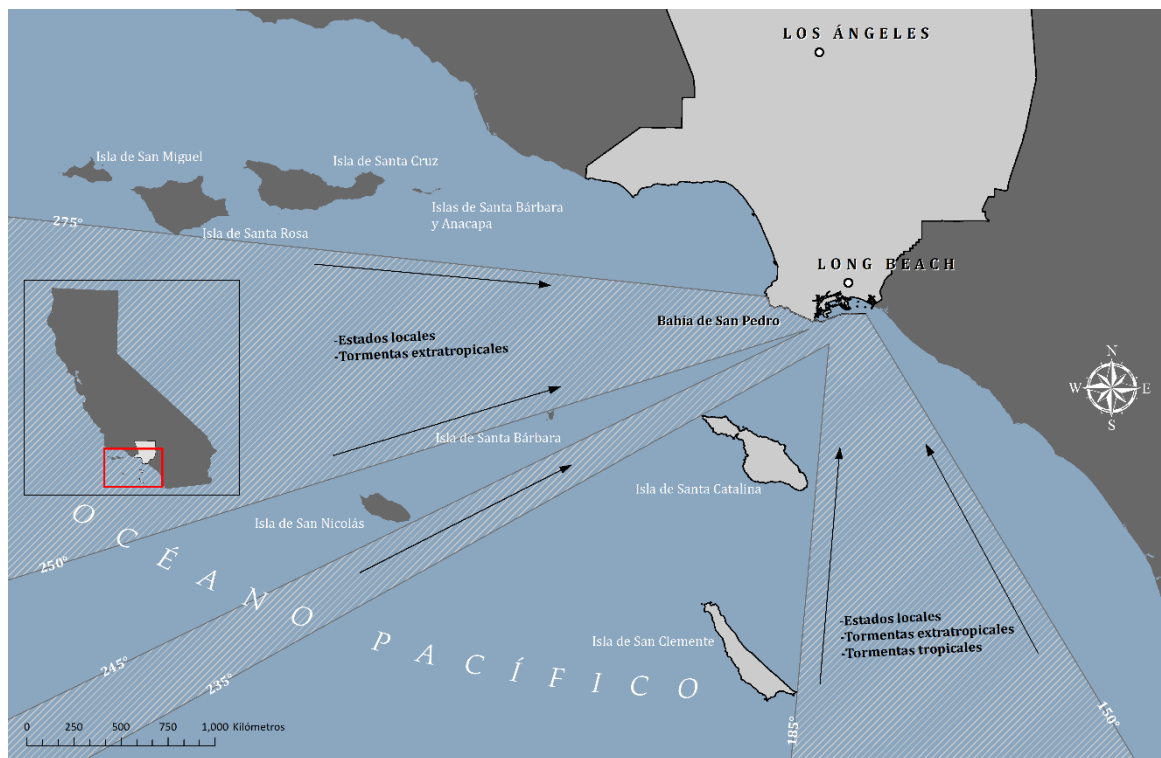 LOS ÁNGELES
Isla de San Miguel
Isla de Santa Cruz
Islas de Santa Bárbara
y Anacapa
Isla de Santa Rosa
275°
LONG BEACH
Bahía de San Pedro
-Estados locales
-Tormentas extratropicales
N
W
E
S
Isla de Santa Bárbara
Isla de Santa Catalina
Isla de San Nicolás
OCÉANO PACÍFICO
250°
-Estados locales
-Tormentas extratropicales
-Tormentas tropicales
Isla de San Clemente
245°
235°
185°
150°
0 250 500 750 1,000 Kilómetros